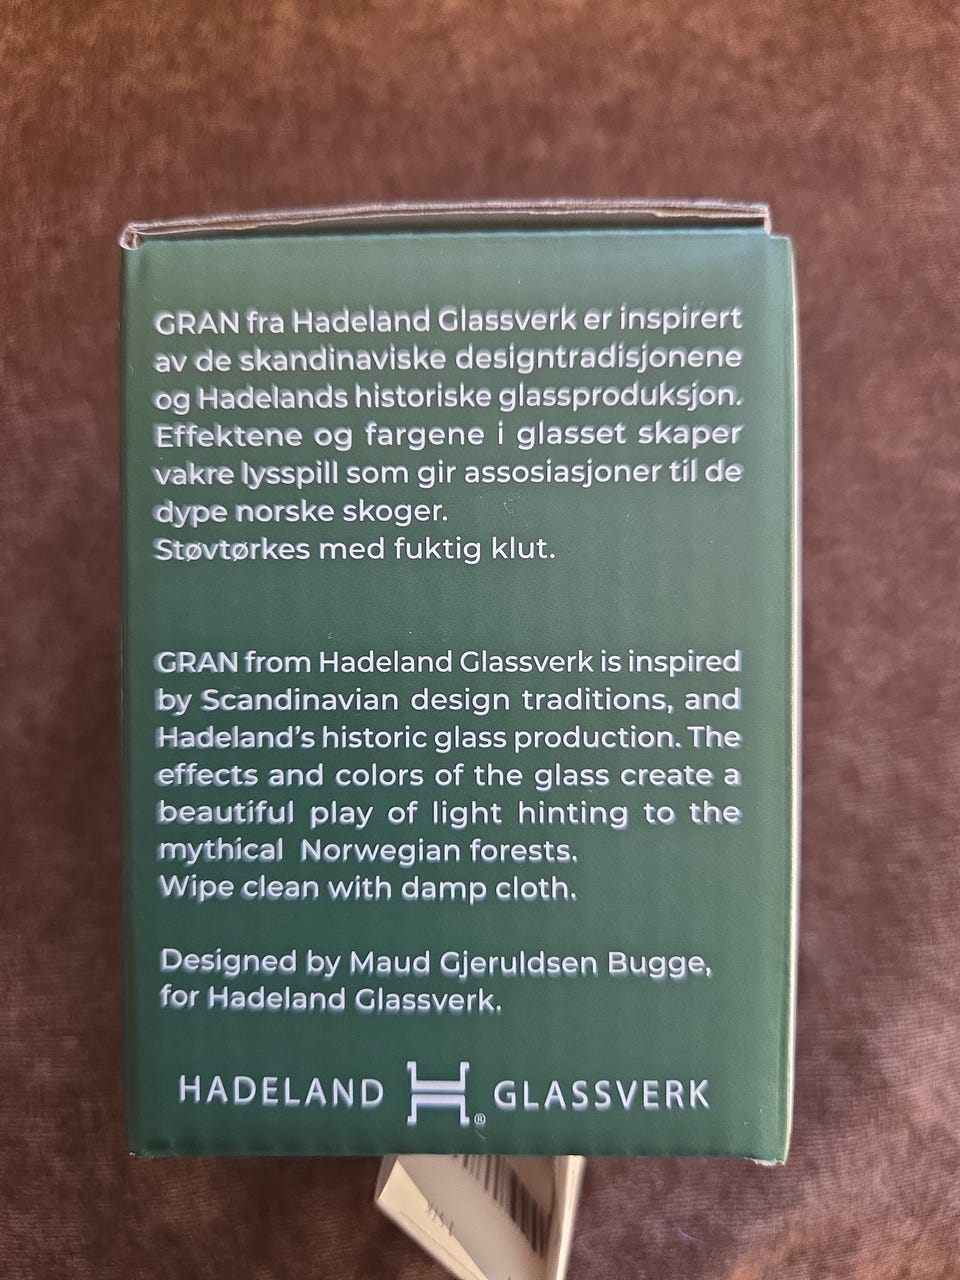 GRAN fra Hadeland Glassverk er inspirert
av de skandinaviske designtradisjonene
og Hadelands historiske glassproduksjon.
Effektene og fargene i glasset skaper
vakre lysspill som gir assosiasjoner til de
dype norske skoger.
Støvtørkes med fuktig klut.
GRAN from Hadeland Glassverk is inspired
by Scandinavian design traditions, and
Hadeland's historic glass production. The
effects and colors of the glass create a
beautiful play of light hinting to the
mythical Norwegian forests.
Wipe clean with damp cloth.
Designed by Maud Gjeruldsen Bugge,
for Hadeland Glassverk.
HADELAND H® GLASSVERK